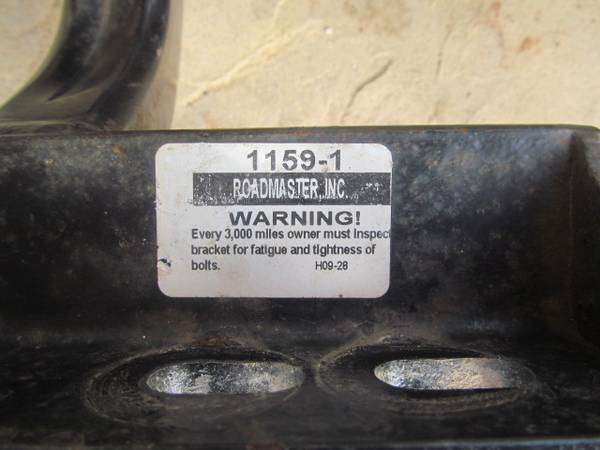 1159-1
ROADMASTER, INC.
WARNING!
Every 3,000 miles owner must Inspec
bracket for fatigue and tightness of
bolts. H09-28